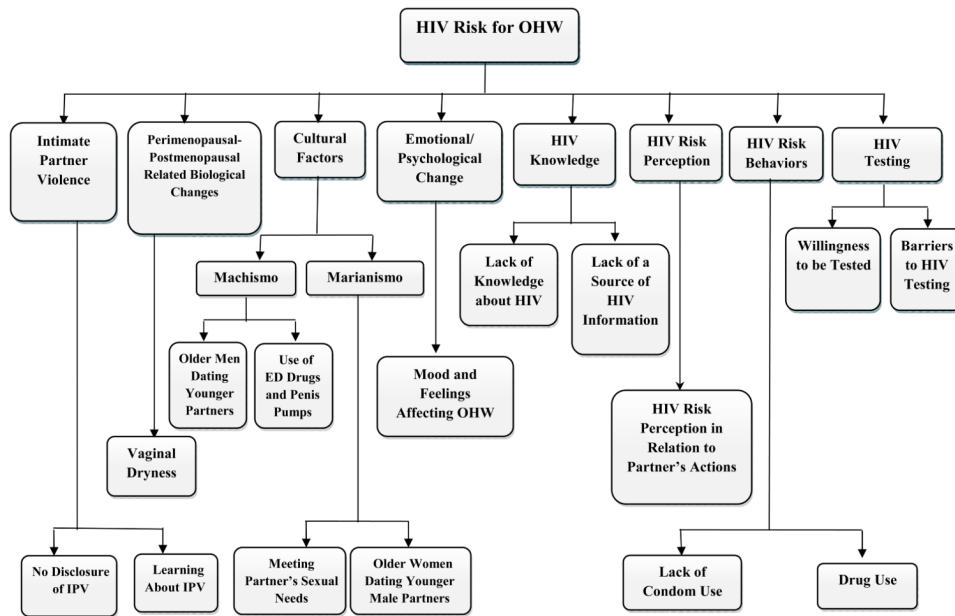 HIV Risk for OHW
Intimate
Partner
Violence
Perimenopausal-
Postmenopausal
Related Biological
Changes
Cultural
Factors
Emotional/
Psychological
Change
HIV
Knowledge
HIV Risk
Perception
HIV Risk
Behaviors
HIV
Testing
Machismo
Marianismo
Lack of
Knowledge
about HIV
Lack of a
Source of
HIV
Information
Willingness
to be Tested
Barriers
to HIV
Testing
Older Men
Dating
Younger
Partners
Use of
ED Drugs
and Penis
Pumps
Mood and
Feelings
Affecting OHW
HIV Risk
Perception in
Relation to
Partner's Actions
Vaginal
Dryness
No Disclosure
of IPV
Learning
About IPV
Meeting
Partner's Sexual
Needs
Older Women
Dating Younger
Male Partners
Lack of
Condom Use
Drug Use